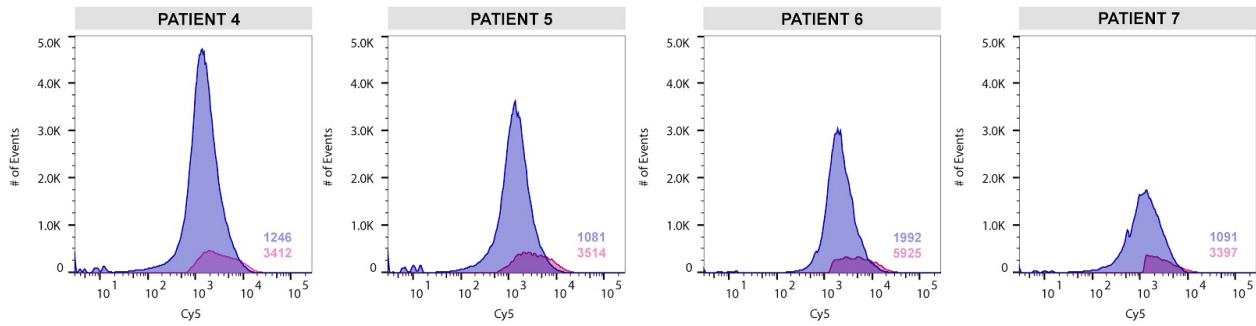 PATIENT 4
5.0K
4.0K
3.0K
2.0K
1.0K
0
# of Events
1246
3412
10 1
10 2
10 3
10 4
10 5
Cy5
PATIENT 5
5.0K
4.0K
3.0K
2.0K
1.0K
0
# of Events
1081
3514
10 1
10 2
10 3
10 4
10 5
Cy5
PATIENT 6
5.0K
4.0K
3.0K
2.0K
1.0K
0
# of Events
1992
5925
10 1
10 2
10 3
10 4
10 5
Cy5
PATIENT 7
5.0K
4.0K
3.0K
2.0K
1.0K
0
# of Events
1091
3397
10 1
10 2
10 3
10 4
10 5
Cy5